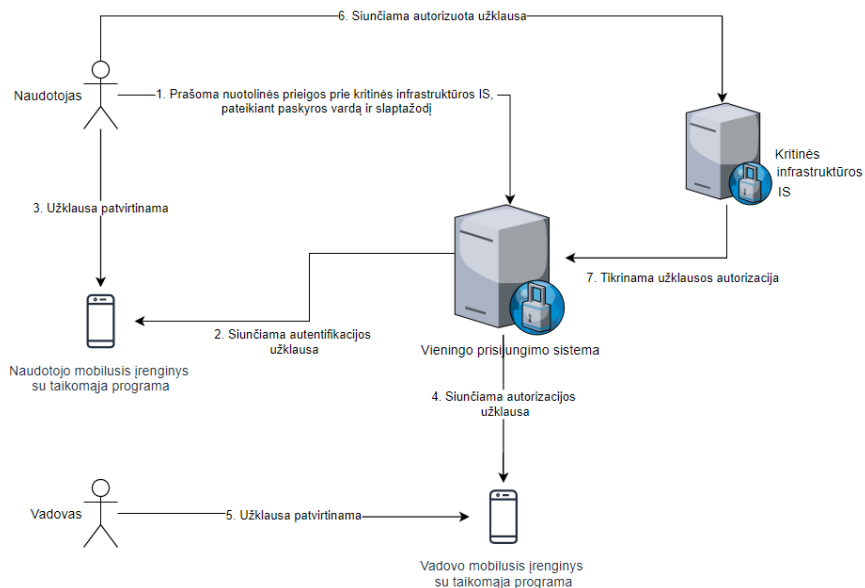 6. Siunčiama autorizuota užklausa
Naudotojas
1. Prašoma nuotolinės prieigos prie kritinės infrastruktūros IS,
pateikiant paskyros vardą ir slaptažodį
Kritinės
infrastruktūros
IS
3. Užklausa patvirtinama
7. Tikrinama užklausos autorizacija
2. Siunčiama autentifikacijos
užklausa
Vieningo prisijungimo sistema
Naudotojo mobilusis įrenginys
su taikomąja programa
4. Siunčiama autorizacijos
užklausa
Vadovas
5. Užklausa patvirtinama
Vadovo mobilusis įrenginys
su taikomąja programa